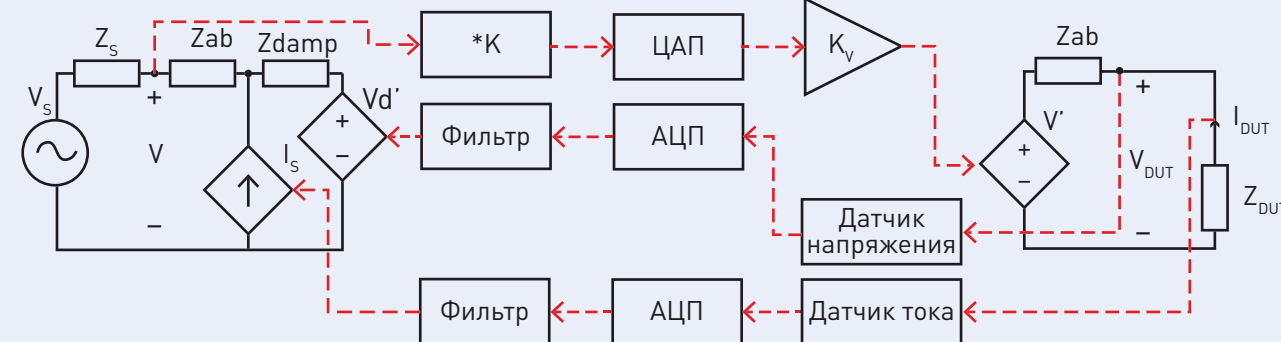 Z_S
Zab
Zdamp
*K
ЦАП
K_V
Zab
V_S
+
V
−
I_S
+
−
Vd’
Фильтр
АЦП
V’
+
−
+
V_DUT
−
I_DUT
Z_DUT
Датчик
напряжения
Фильтр
АЦП
Датчик тока